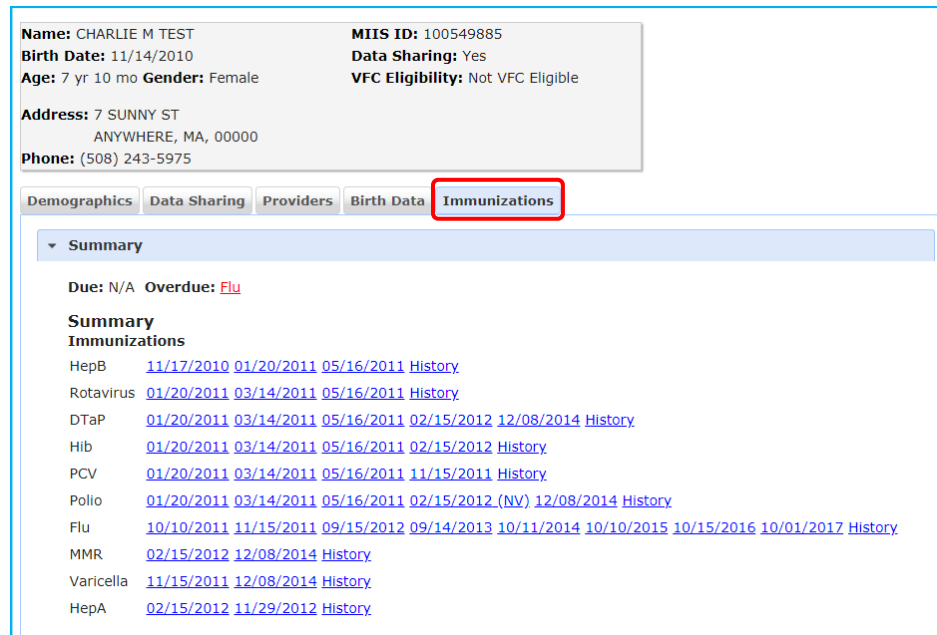 Name: CHARLIE M TEST MIIS ID: 100549885
Birth Date: 11/14/2010 Data Sharing: Yes
Age: 7 yr 10 mo Gender: Female VFC Eligibility: Not VFC Eligible
Address: 7 SUNNY ST
ANYWHERE, MA, 00000
Phone: (508) 243-5975
Demographics Data Sharing Providers Birth Data Immunizations
Summary
Due: N/A Overdue: Flu
Summary
Immunizations
HepB 11/17/2010 01/20/2011 05/16/2011 History
Rotavirus 01/20/2011 03/14/2011 05/16/2011 History
DTaP 01/20/2011 03/14/2011 05/16/2011 02/15/2012 12/08/2014 History
Hib 01/20/2011 03/14/2011 05/16/2011 02/15/2012 History
PCV 01/20/2011 03/14/2011 05/16/2011 11/15/2011 History
Polio 01/20/2011 03/14/2011 05/16/2011 02/15/2012 (NV) 12/08/2014 History
Flu 10/10/2011 11/15/2011 09/15/2012 09/14/2013 10/11/2014 10/10/2015 10/15/2016 10/01/2017 History
MMR 02/15/2012 12/08/2014 History
Varicella 11/15/2011 12/08/2014 History
HepA 02/15/2012 11/29/2012 History